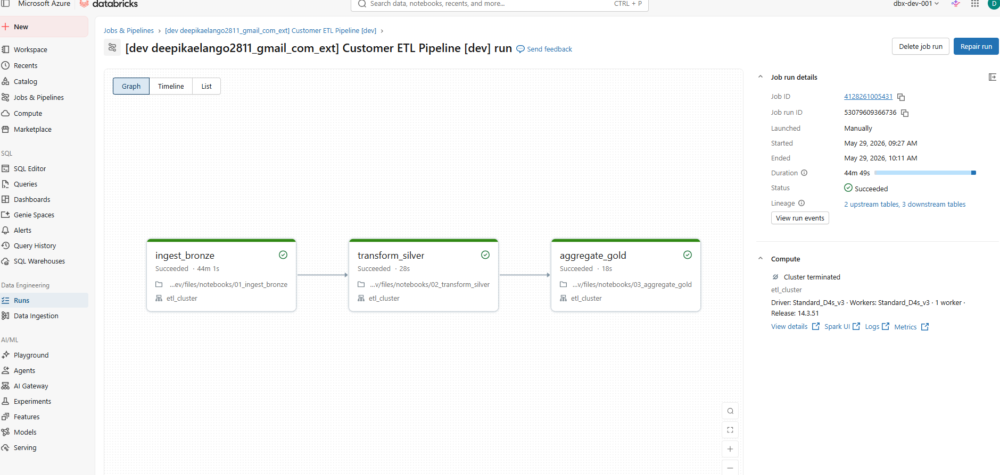 Microsoft Azure
databricks
Search data, notebooks, recents, and more...
CTRL + P
dbx-dev-001
D
New
Workspace
Recents
Catalog
Jobs & Pipelines
Compute
Marketplace
SQL
SQL Editor
Queries
Dashboards
Genie Spaces
Alerts
Query History
SQL Warehouses
Data Engineering
Runs
Data Ingestion
AI/ML
Playground
Agents
AI Gateway
Experiments
Features
Models
Serving
Jobs & Pipelines › [dev deepikaelango2811_gmail_com_ext] Customer ETL Pipeline [dev] ›
[dev deepikaelango2811_gmail_com_ext] Customer ETL Pipeline [dev] run
Send feedback
Delete job run
Repair run
Graph
Timeline
List
ingest_bronze
Succeeded · 44m 1s
...ev/files/notebooks/01_ingest_bronze
etl_cluster
transform_silver
Succeeded · 28s
...v/files/notebooks/02_transform_silver
etl_cluster
aggregate_gold
Succeeded · 18s
...v/files/notebooks/03_aggregate_gold
etl_cluster
Job run details
Job ID 4128261005431
Job run ID 53079609366736
Launched Manually
Started May 29, 2026, 09:27 AM
Ended May 29, 2026, 10:11 AM
Duration 44m 49s
Status Succeeded
Lineage 2 upstream tables, 3 downstream tables
View run events
Compute
Cluster terminated
etl_cluster
Driver: Standard_D4s_v3 · Workers: Standard_D4s_v3 · 1 worker ·
Release: 14.3.51
View details Spark UI Logs Metrics